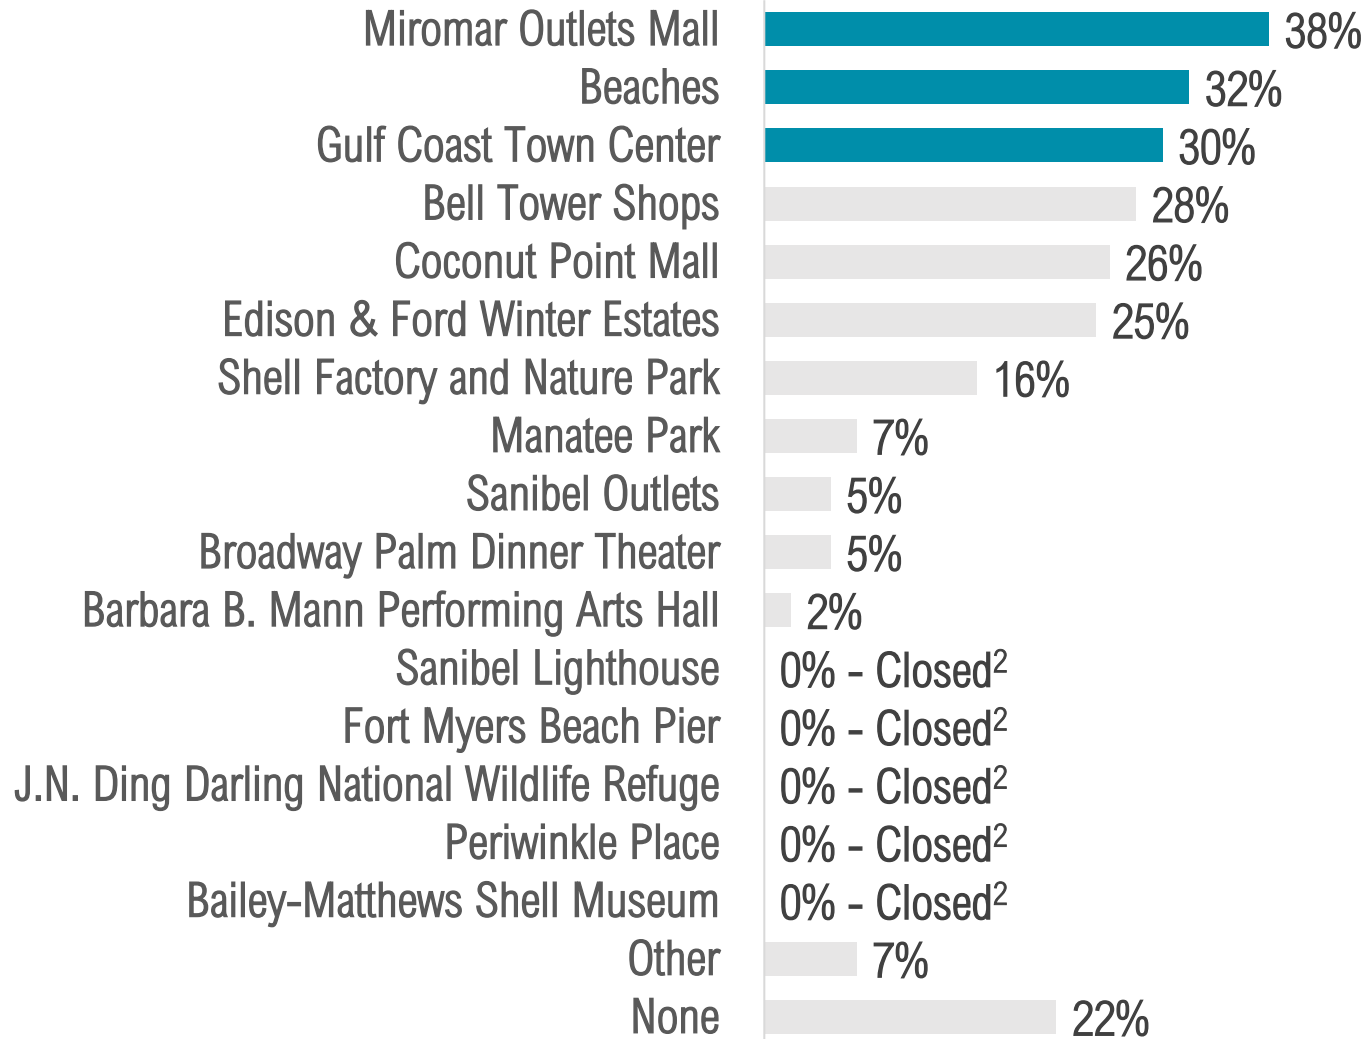 Miromar Outlets Mall 38%
Beaches 32%
Gulf Coast Town Center 30%
Bell Tower Shops 28%
Coconut Point Mall 26%
Edison & Ford Winter Estates 25%
Shell Factory and Nature Park 16%
Manatee Park 7%
Sanibel Outlets 5%
Broadway Palm Dinner Theater 5%
Barbara B. Mann Performing Arts Hall 2%
Sanibel Lighthouse 0% - Closed²
Fort Myers Beach Pier 0% - Closed²
J.N. Ding Darling National Wildlife Refuge 0% - Closed²
Periwinkle Place 0% - Closed²
Bailey-Matthews Shell Museum 0% - Closed²
Other 7%
None 22%